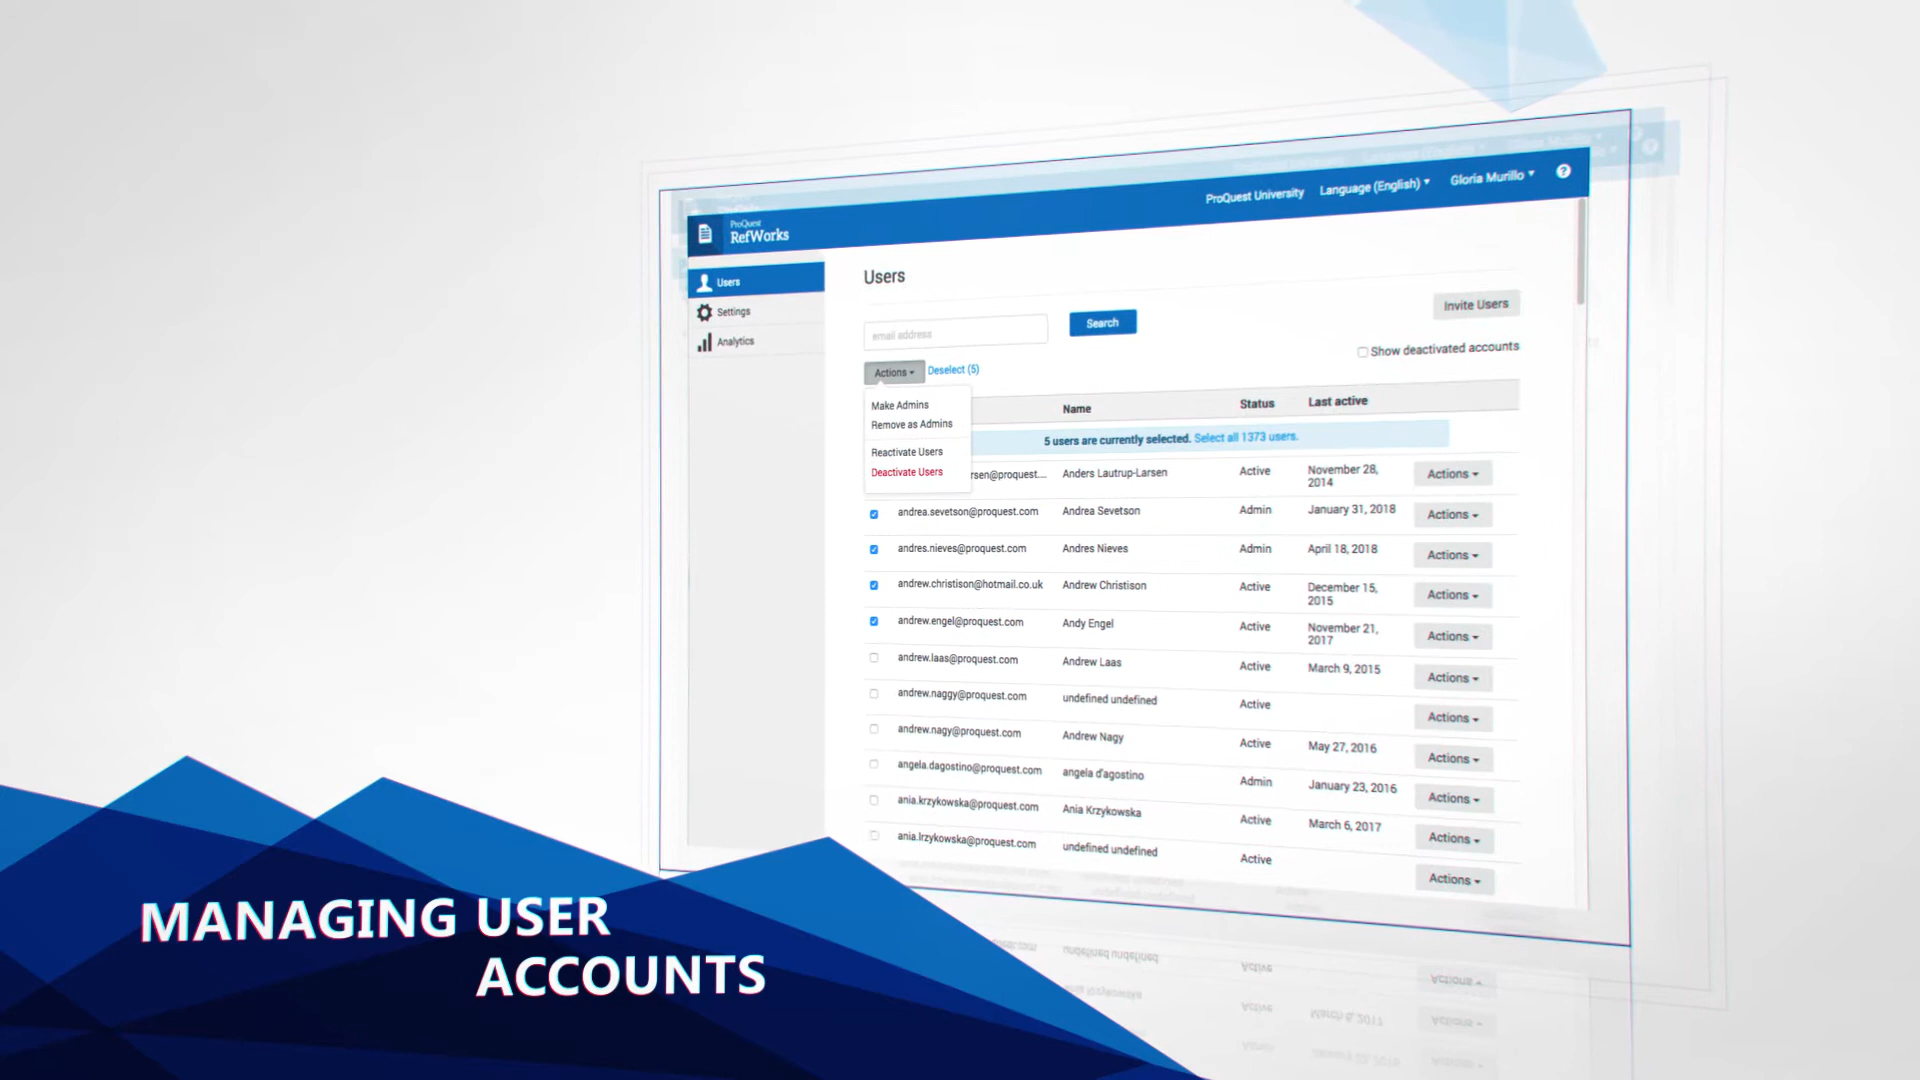 ProQuest University Language (English) Gloria Murillo ?
ProQuest
RefWorks
Users
Settings
Analytics
Users
email address
Search
Invite Users
Show deactivated accounts
Actions Deselect (5)
Make Admins
Remove as Admins
Reactivate Users
Deactivate Users
Name Status Last active
5 users are currently selected. Select all 1373 users.
rsen@proquest.... Anders Lautrup-Larsen Active November 28, Actions
2014
andrea.sevetson@proquest.com Andrea Sevetson Admin January 31, 2018 Actions
andres.nieves@proquest.com Andres Nieves Admin April 18, 2018 Actions
andrew.christison@hotmail.co.uk Andrew Christison Active December 15, Actions
2015
andrew.engel@proquest.com Andy Engel Active November 21, Actions
2017
andrew.laas@proquest.com Andrew Laas Active March 9, 2015 Actions
andrew.naggy@proquest.com undefined undefined Active Actions
andrew.nagy@proquest.com Andrew Nagy Active May 27, 2016 Actions
angela.dagostino@proquest.com angela d'agostino Admin January 23, 2016 Actions
ania.krzykowska@proquest.com Ania Krzykowska Active March 6, 2017 Actions
ania.lrzykowska@proquest.com undefined undefined Active Actions
MANAGING USER
ACCOUNTS